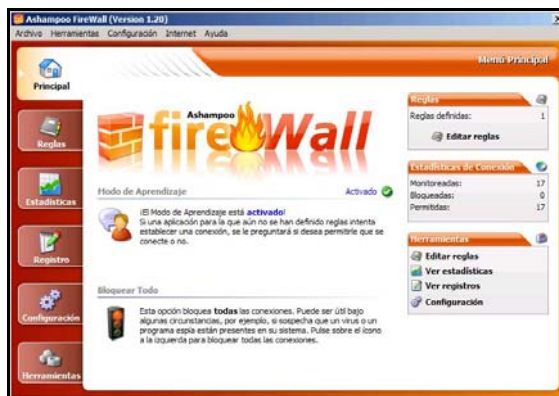 Ashampoo FireWall (Version 1.20)
Archivo Herramientas Configuración Internet Ayuda
Menú Principal
Principal
Reglas
Estadísticas
Registro
Configuración
Herramientas
Ashampoo
fireWall
Modo de Aprendizaje Activado
¡El Modo de Aprendizaje está activado!
Si una aplicación para la que aún no se han definido reglas intenta
establecer una conexión, se le preguntará si desea permitirle que se
conecte o no.
Bloquear Todo
Esta opción bloquea todas las conexiones. Puede ser útil bajo
algunas circunstancias, por ejemplo, si sospecha que un virus o un
programa espía están presentes en su sistema. Pulse sobre el ícono
a la izquierda para bloquear todas las conexiones.
Reglas
Reglas definidas: 1
Editar reglas
Estadísticas de Conexión
Monitoreadas: 17
Bloqueadas: 0
Permitidas: 17
Herramientas
Editar reglas
Ver estadísticas
Ver registros
Configuración